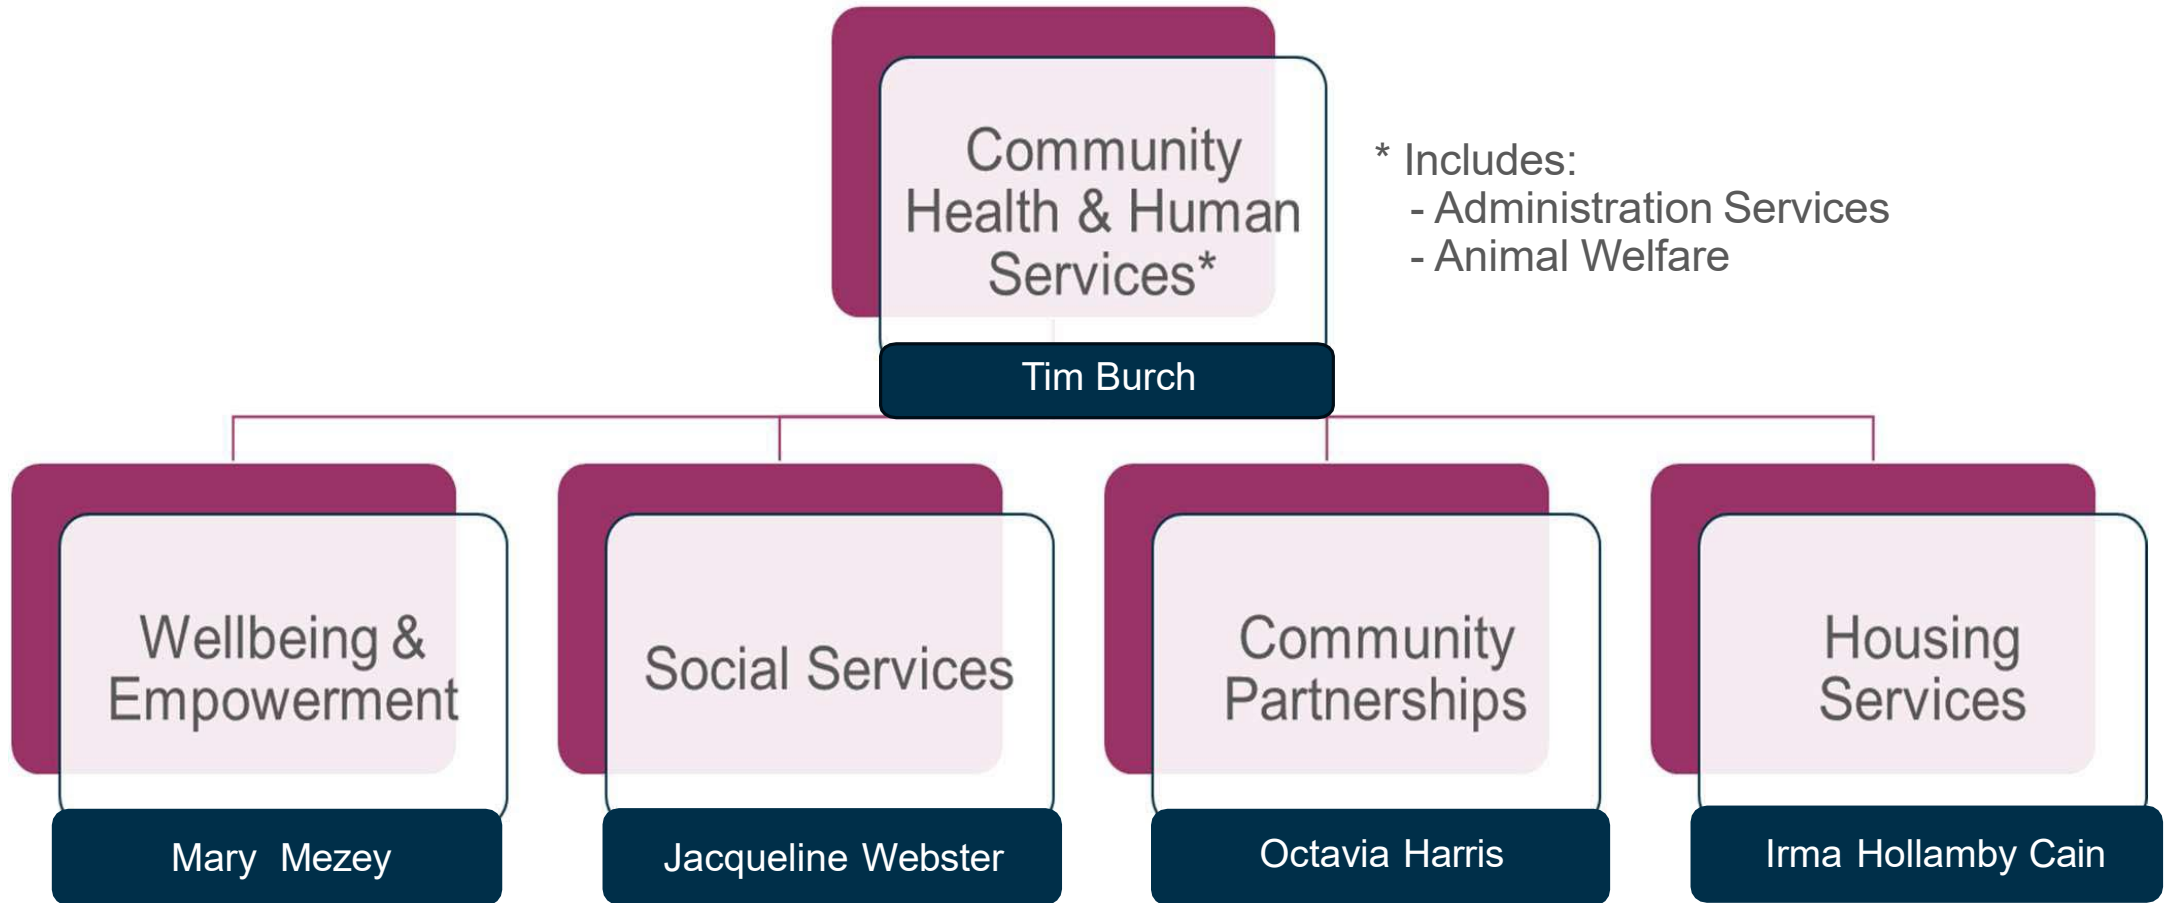 Community
Health & Human
Services*
* Includes:
- Administration Services
- Animal Welfare
Tim Burch
Wellbeing &
Empowerment
Mary Mezey
Social Services
Jacqueline Webster
Community
Partnerships
Octavia Harris
Housing
Services
Irma Hollamby Cain